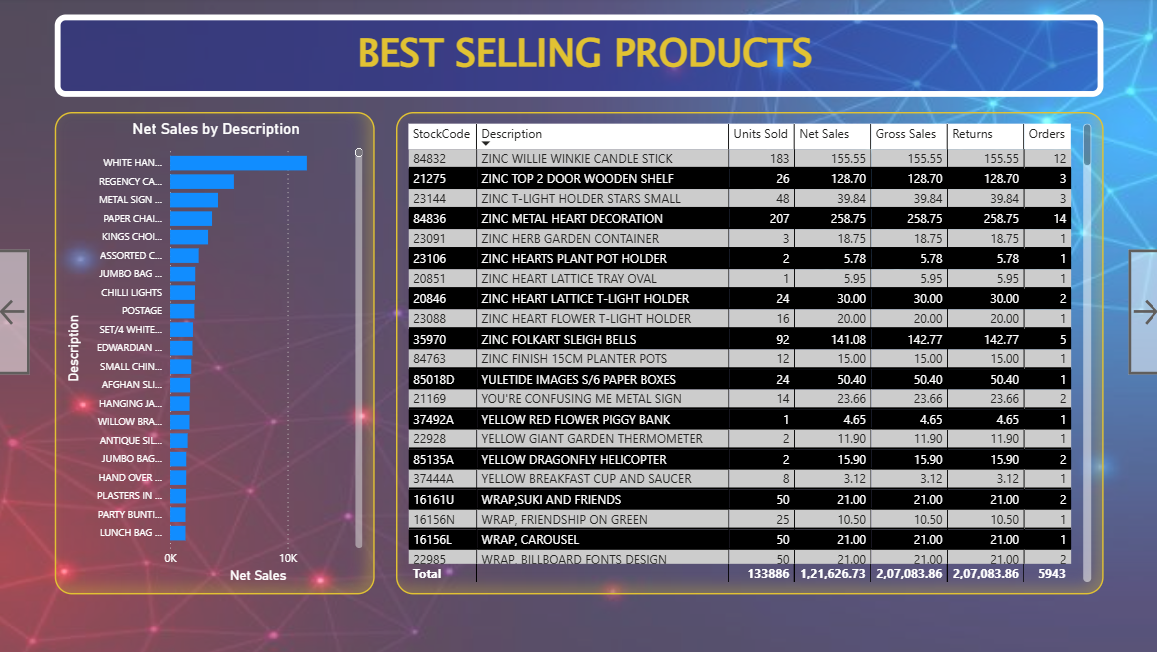 BEST SELLING PRODUCTS
Net Sales by Description
WHITE HAN...
REGENCY CA...
METAL SIGN ...
PAPER CHAI...
KINGS CHOI...
ASSORTED C...
JUMBO BAG ...
CHILLI LIGHTS
POSTAGE
SET/4 WHITE...
EDWARDIAN ...
SMALL CHIN...
AFGHAN SLI...
HANGING JA...
WILLOW BRA...
ANTIQUE SIL...
JUMBO BAG...
HAND OVER ...
PLASTERS IN ...
PARTY BUNTI...
LUNCH BAG ...
Description
0K 10K
Net Sales
StockCode Description Units Sold Net Sales Gross Sales Returns Orders
84832 ZINC WILLIE WINKIE CANDLE STICK 183 155.55 155.55 155.55 12
21275 ZINC TOP 2 DOOR WOODEN SHELF 26 128.70 128.70 128.70 3
23144 ZINC T-LIGHT HOLDER STARS SMALL 48 39.84 39.84 39.84 3
84836 ZINC METAL HEART DECORATION 207 258.75 258.75 258.75 14
23091 ZINC HERB GARDEN CONTAINER 3 18.75 18.75 18.75 1
23106 ZINC HEARTS PLANT POT HOLDER 2 5.78 5.78 5.78 1
20851 ZINC HEART LATTICE TRAY OVAL 1 5.95 5.95 5.95 1
20846 ZINC HEART LATTICE T-LIGHT HOLDER 24 30.00 30.00 30.00 2
23088 ZINC HEART FLOWER T-LIGHT HOLDER 16 20.00 20.00 20.00 1
35970 ZINC FOLKART SLEIGH BELLS 92 141.08 142.77 142.77 5
84763 ZINC FINISH 15CM PLANTER POTS 12 15.00 15.00 15.00 1
85018D YULETIDE IMAGES S/6 PAPER BOXES 24 50.40 50.40 50.40 1
21169 YOU'RE CONFUSING ME METAL SIGN 14 23.66 23.66 23.66 2
37492A YELLOW RED FLOWER PIGGY BANK 1 4.65 4.65 4.65 1
22928 YELLOW GIANT GARDEN THERMOMETER 2 11.90 11.90 11.90 1
85135A YELLOW DRAGONFLY HELICOPTER 2 15.90 15.90 15.90 2
37444A YELLOW BREAKFAST CUP AND SAUCER 8 3.12 3.12 3.12 1
16161U WRAP,SUKI AND FRIENDS 50 21.00 21.00 21.00 2
16156N WRAP, FRIENDSHIP ON GREEN 25 10.50 10.50 10.50 1
16156L WRAP, CAROUSEL 50 21.00 21.00 21.00 1
22985 WRAP, BILLBOARD FONTS DESIGN 50 21.00 21.00 21.00 2
Total 133886 1,21,626.73 2,07,083.86 2,07,083.86 5943